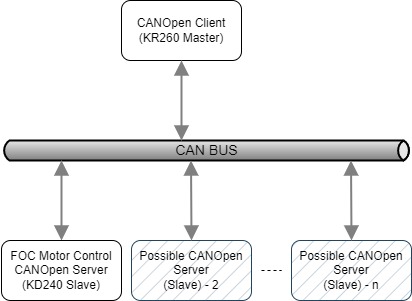 CANOpen Client
(KR260 Master)
CAN BUS
FOC Motor Control
CANOpen Server
(KD240 Slave)
Possible CANOpen
Server
(Slave) - 2
----
Possible CANOpen
Server
(Slave) - n